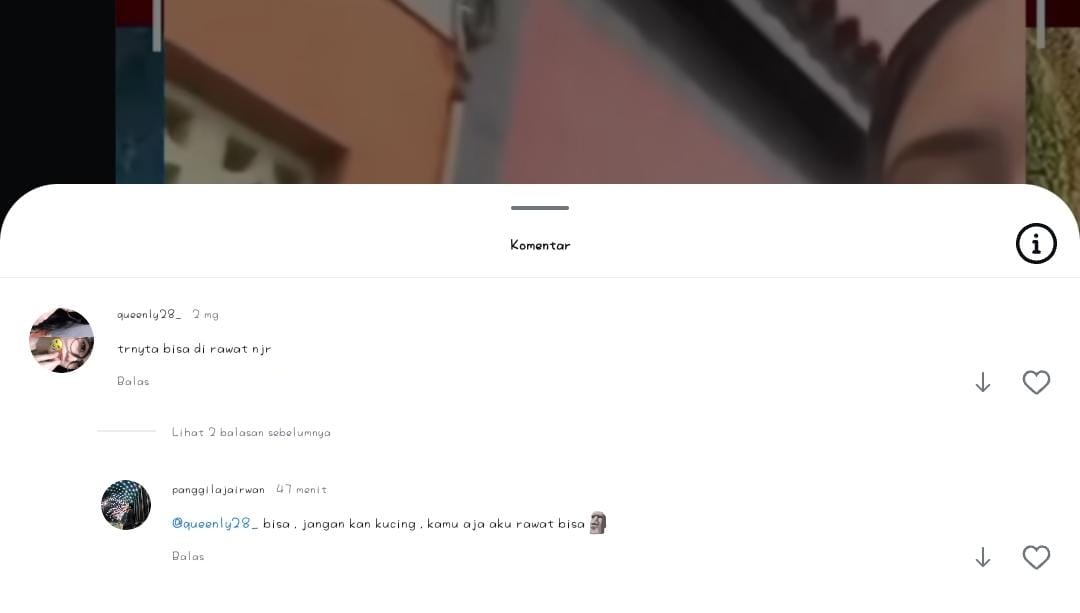 Komentar
queenly28_ 2 mg
trnyta bisa di rawat njr
Balas
Lihat 2 balasan sebelumnya
panggilajairwan 47 menit
@queenly28_ bisa , jangan kan kucing , kamu aja aku rawat bisa 🗿
Balas